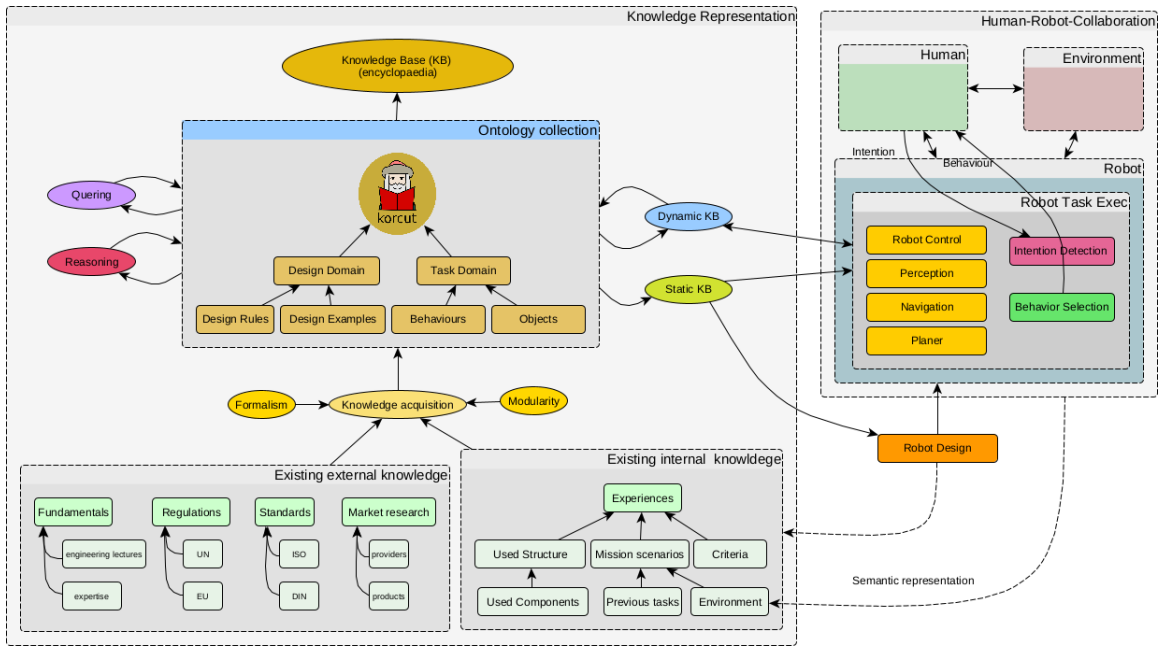 Knowledge Representation
Knowledge Base (KB)
(encyclopaedia)
Ontology collection
korcut
Quering
Reasoning
Design Domain
Task Domain
Design Rules
Design Examples
Behaviours
Objects
Dynamic KB
Static KB
Formalism
Knowledge acquisition
Modularity
Existing external knowledge
Fundamentals
Regulations
Standards
Market research
engineering lectures
UN
ISO
providers
expertise
EU
DIN
products
Existing internal knowldege
Experiences
Used Structure
Mission scenarios
Criteria
Used Components
Previous tasks
Environment
Human-Robot-Collaboration
Human
Environment
Intention
Behaviour
Robot
Robot Task Exec
Robot Control
Intention Detection
Perception
Navigation
Behavior Selection
Planer
Robot Design
Semantic representation